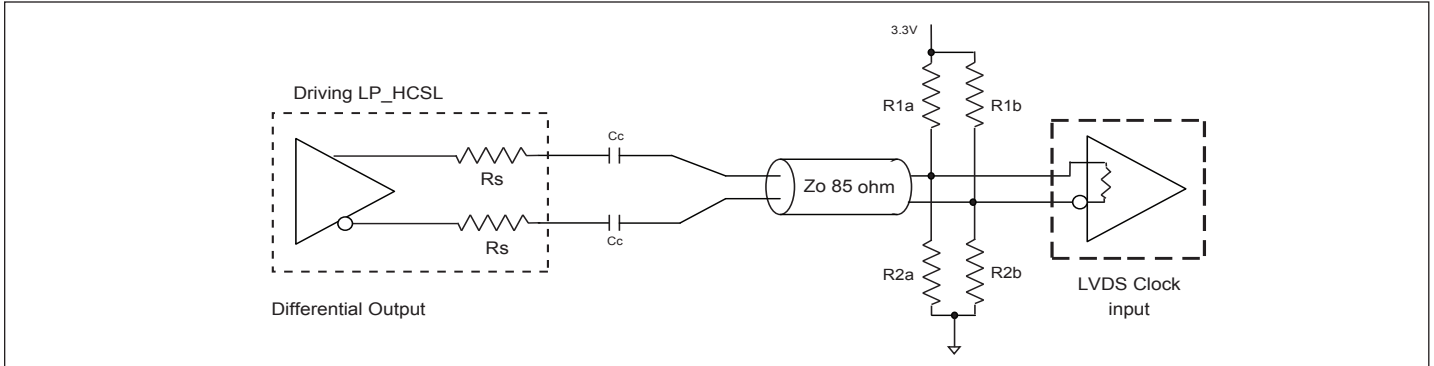 3.3V
Driving LP_HCSL
R1a
R1b
Cc
Rs
Zo 85 ohm
Rs
Cc
R2a
R2b
LVDS Clock
input
Differential Output